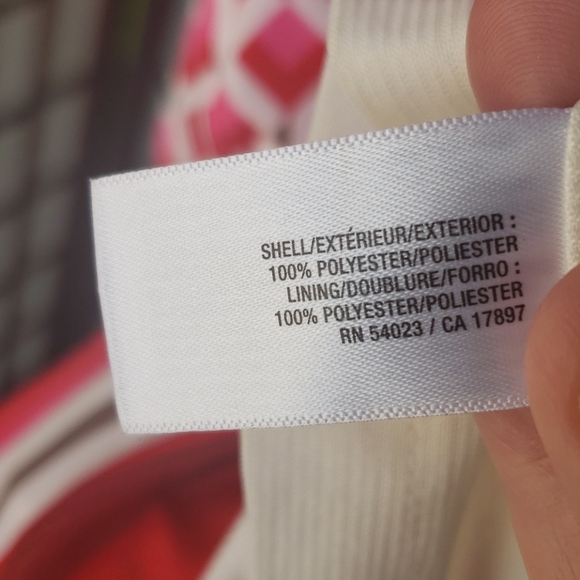 SHELL/EXTÉRIEUR/EXTERIOR :
100% POLYESTER/POLIESTER
LINING/DOUBLURE/FORRO :
100% POLYESTER/POLIESTER
RN 54023 / CA 17897